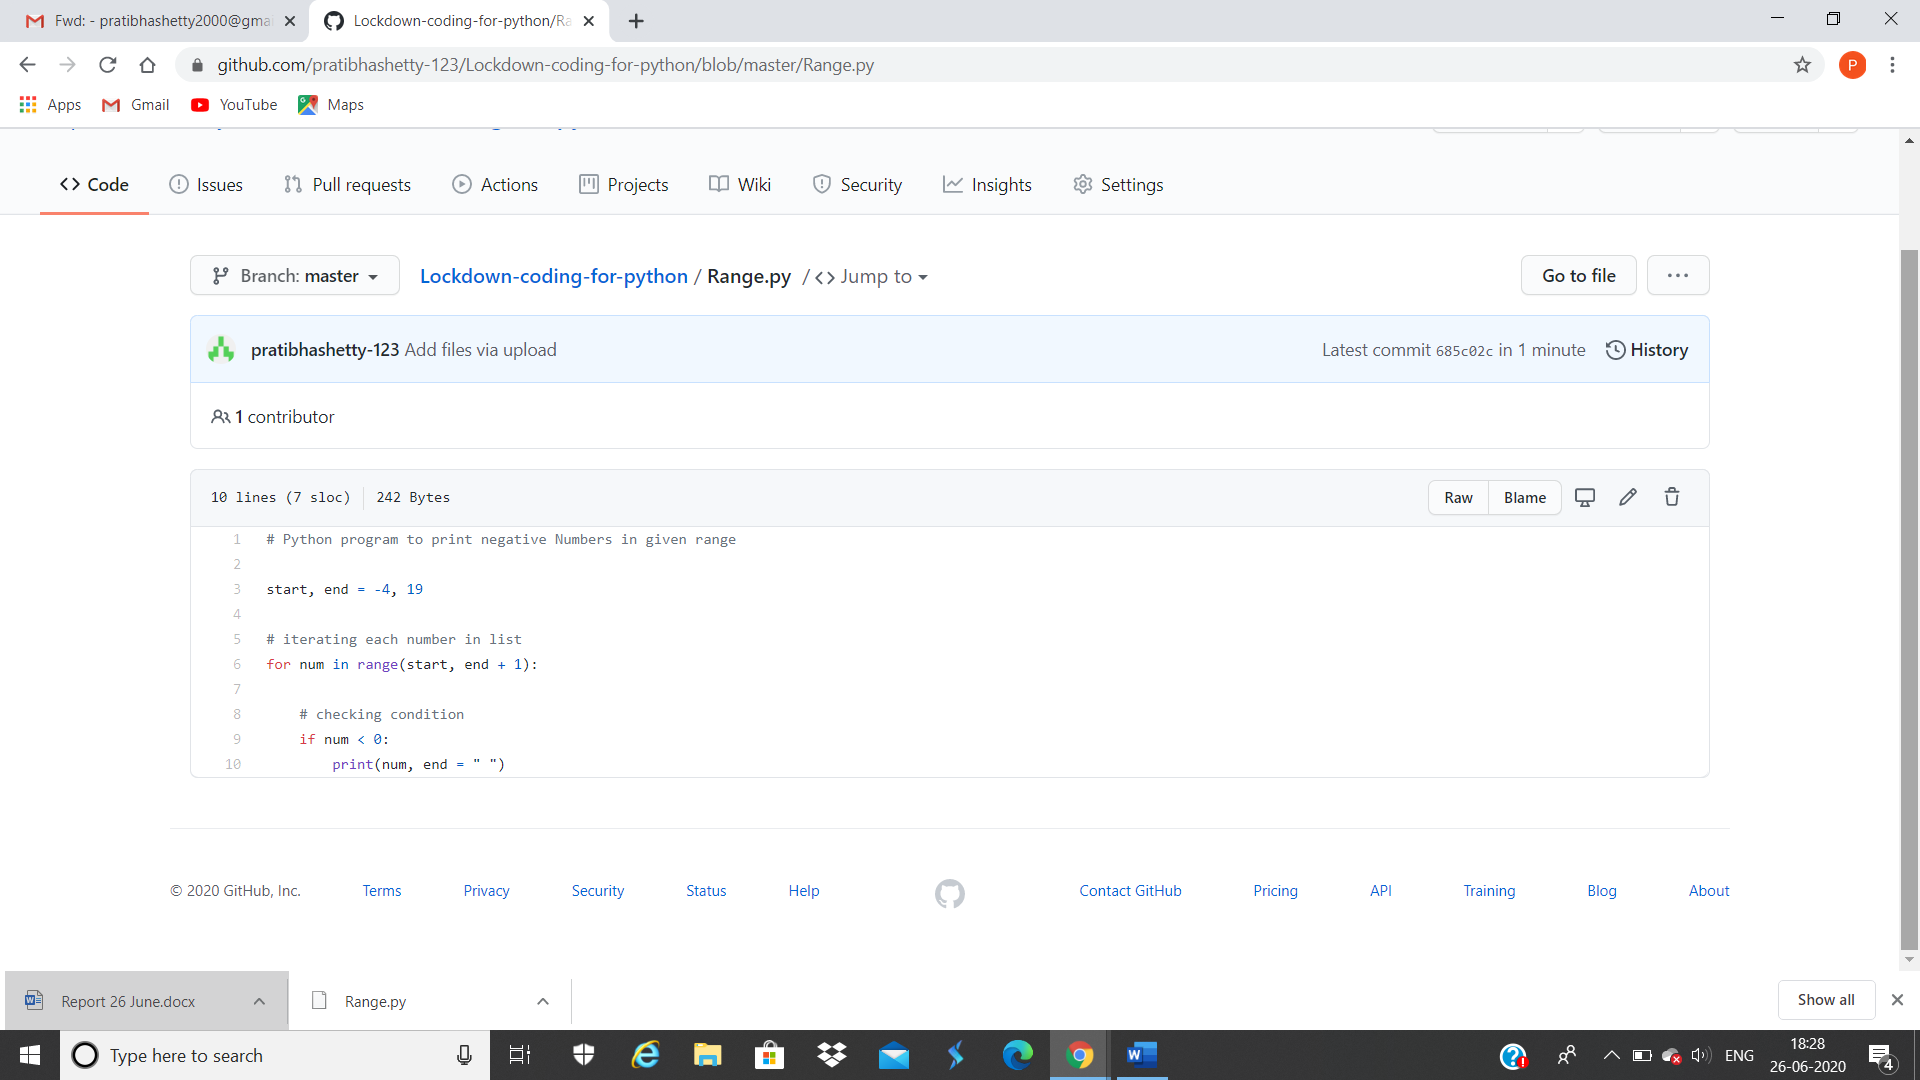 Fwd: - pratibhashetty2000@gmai
Lockdown-coding-for-python/Ra
github.com/pratibhashetty-123/Lockdown-coding-for-python/blob/master/Range.py
P
Apps Gmail YouTube Maps
Code Issues Pull requests Actions Projects Wiki Security Insights Settings
Branch: master Lockdown-coding-for-python / Range.py / <> Jump to Go to file ...
pratibhashetty-123 Add files via upload Latest commit 685c02c in 1 minute History
1 contributor
10 lines (7 sloc) 242 Bytes Raw Blame
1 # Python program to print negative Numbers in given range
2
3 start, end = -4, 19
4
5 # iterating each number in list
6 for num in range(start, end + 1):
7
8 # checking condition
9 if num < 0:
10 print(num, end = " ")
© 2020 GitHub, Inc. Terms Privacy Security Status Help Contact GitHub Pricing API Training Blog About
Report 26 June.docx Range.py Show all
Type here to search ENG 18:28
26-06-2020 4